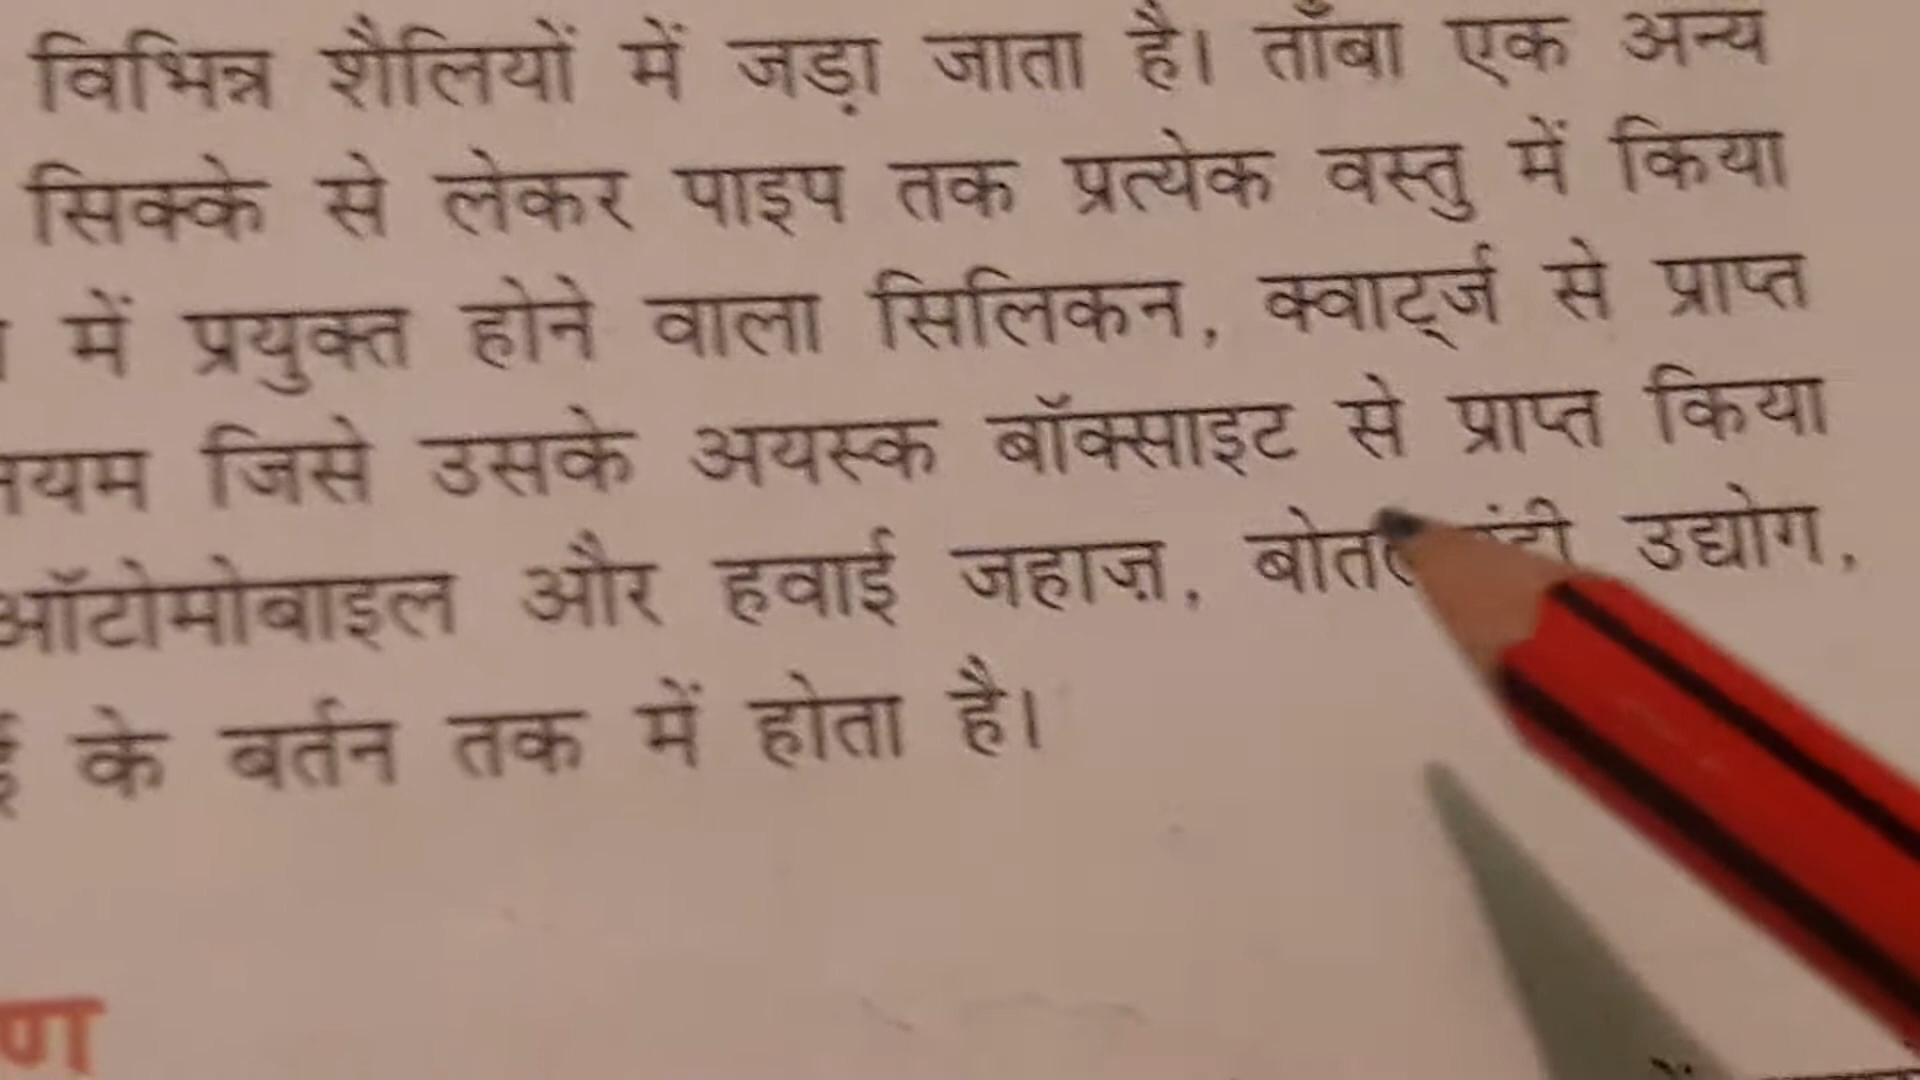 विभिन्न शैलियों में जड़ा जाता है। ताँबा एक अन्य
सिक्के से लेकर पाइप तक प्रत्येक वस्तु में किया
में प्रयुक्त होने वाला सिलिकन, क्वार्ट्ज से प्राप्त
जिसे उसके अयस्क बॉक्साइट से प्राप्त किया
ऑटोमोबाइल और हवाई जहाज़, उद्योग,
के बर्तन तक में होता है।